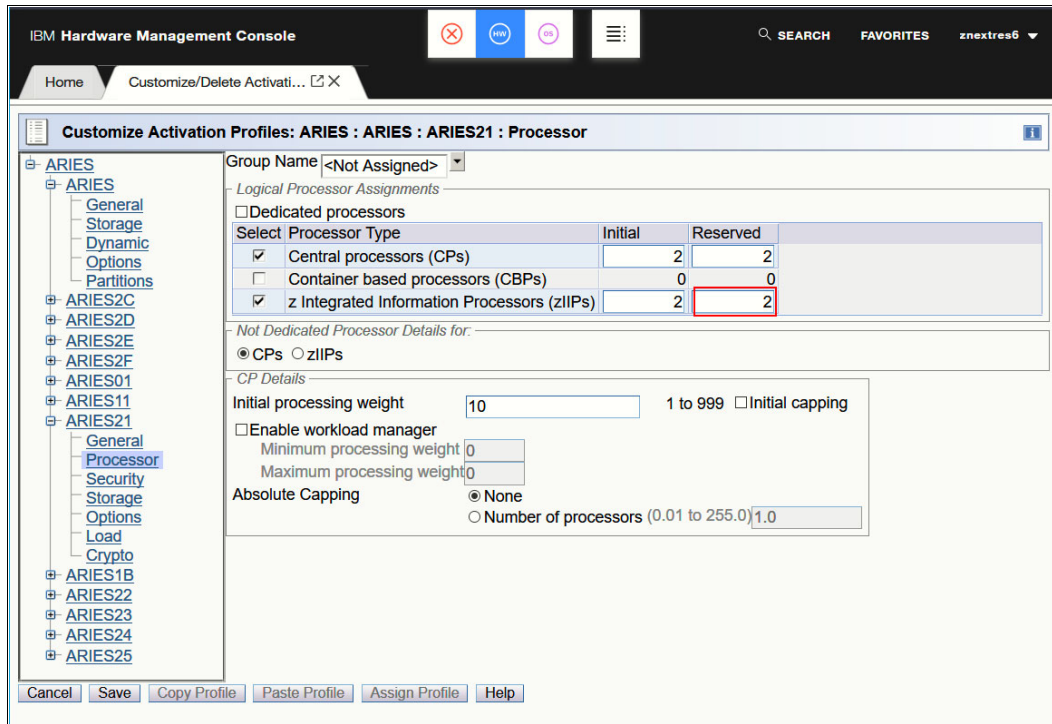 IBM Hardware Management Console HW OS SEARCH FAVORITES znextres6
Home Customize/Delete Activati...
Customize Activation Profiles: ARIES : ARIES : ARIES21 : Processor
ARIES
ARIES
General
Storage
Dynamic
Options
Partitions
ARIES2C
ARIES2D
ARIES2E
ARIES2F
ARIES01
ARIES11
ARIES21
General
Processor
Security
Storage
Options
Load
Crypto
ARIES1B
ARIES22
ARIES23
ARIES24
ARIES25
Group Name <Not Assigned>
Logical Processor Assignments
Dedicated processors
Select Processor Type Initial Reserved
Central processors (CPs) 2 2
Container based processors (CBPs) 0 0
z Integrated Information Processors (zIIPs) 2 2
Not Dedicated Processor Details for:
CPs zIIPs
CP Details
Initial processing weight 10 1 to 999 Initial capping
Enable workload manager
Minimum processing weight 0
Maximum processing weight 0
Absolute Capping None
Number of processors (0.01 to 255.0) 1.0
Cancel Save Copy Profile Paste Profile Assign Profile Help